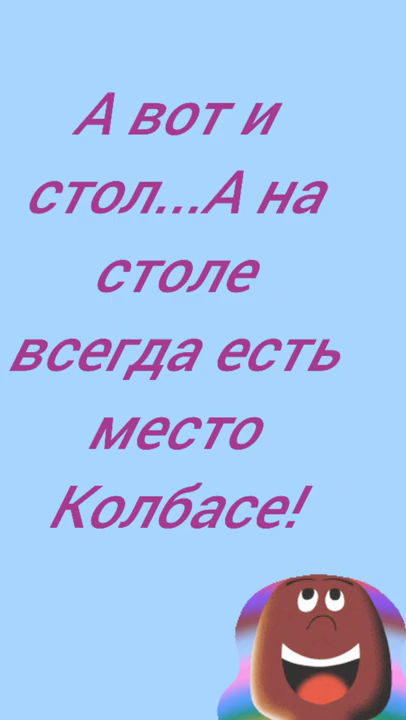 А вот и
стол...А на
столе
всегда есть
место
Колбасе!